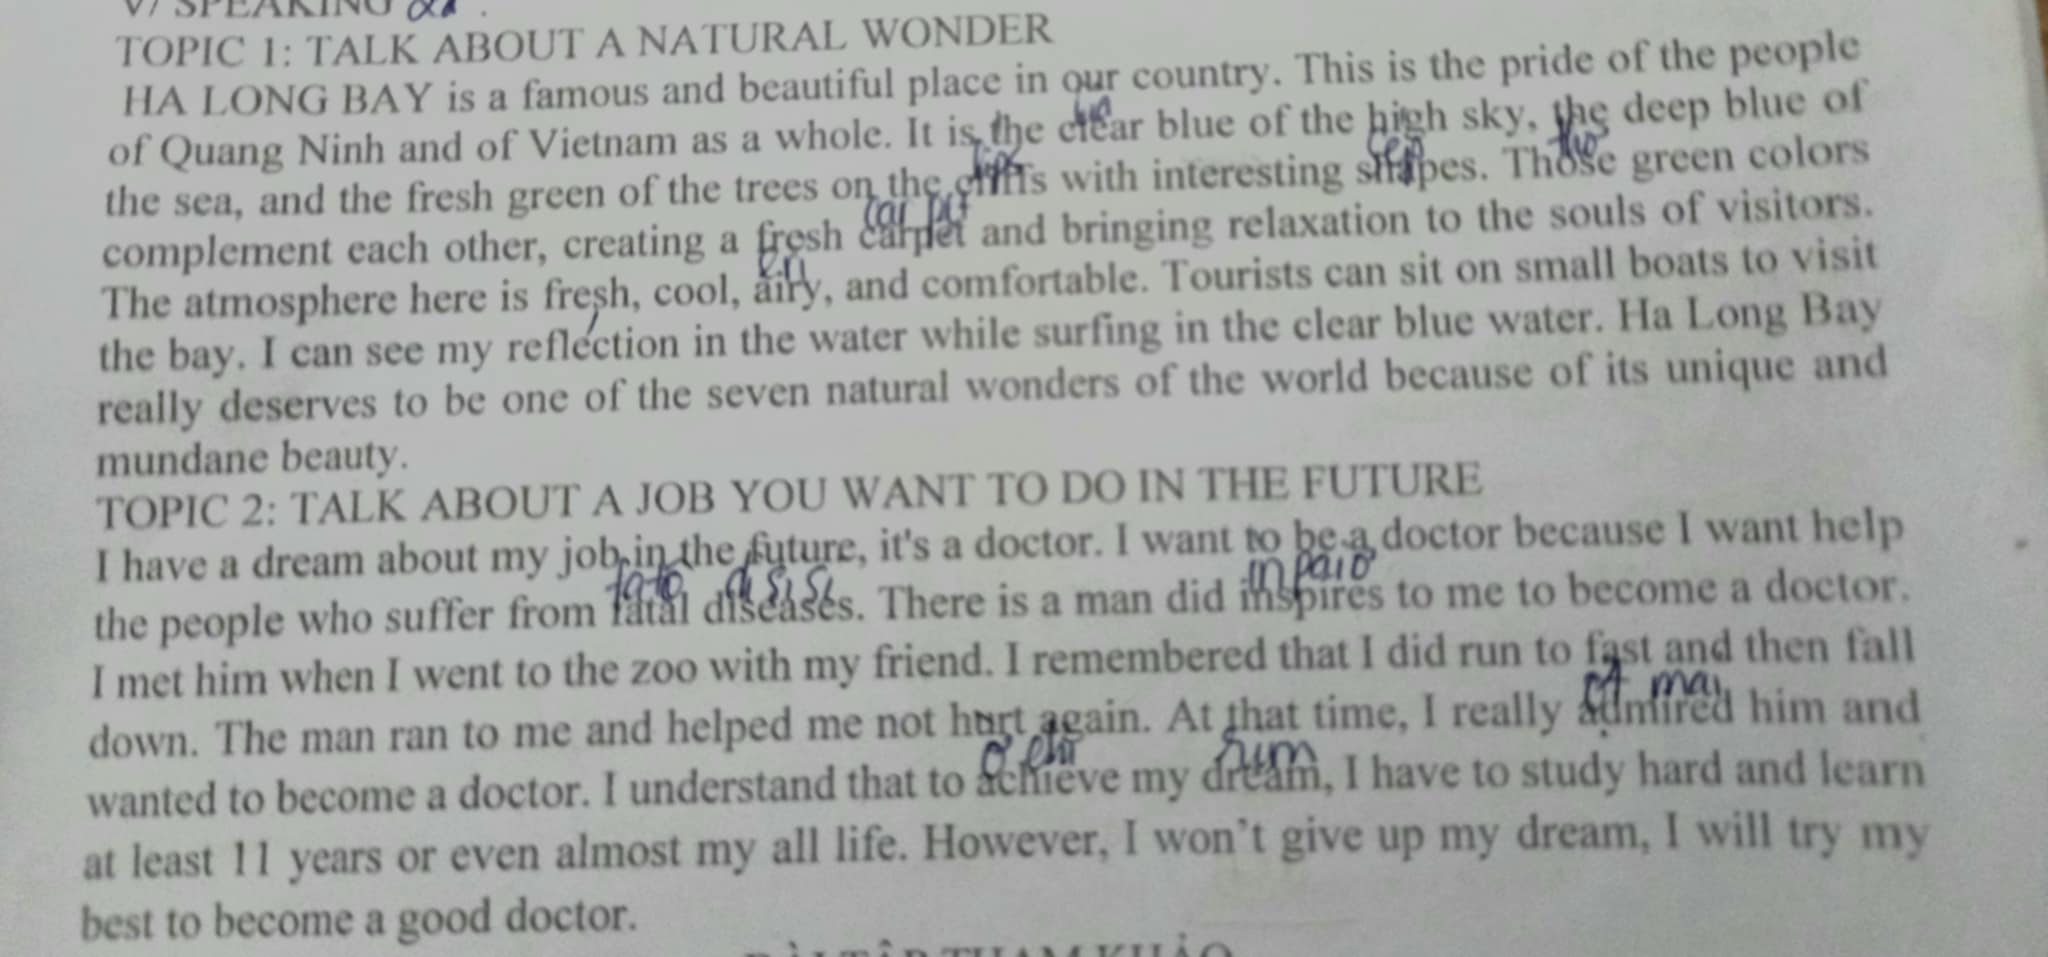 V/ SPEAKING
TOPIC 1: TALK ABOUT A NATURAL WONDER
HA LONG BAY is a famous and beautiful place in our country. This is the pride of the people
of Quang Ninh and of Vietnam as a whole. It is the clear blue of the high sky, the deep blue of
the sea, and the fresh green of the trees on the cliffs with interesting shapes. Those green colors
complement each other, creating a fresh carpet and bringing relaxation to the souls of visitors.
The atmosphere here is fresh, cool, airy, and comfortable. Tourists can sit on small boats to visit
the bay. I can see my reflection in the water while surfing in the clear blue water. Ha Long Bay
really deserves to be one of the seven natural wonders of the world because of its unique and
mundane beauty.
TOPIC 2: TALK ABOUT A JOB YOU WANT TO DO IN THE FUTURE
I have a dream about my job in the future, it's a doctor. I want to be a doctor because I want help
inpaio
the people who suffer from fatal diseases. There is a man did inspires to me to become a doctor.
I met him when I went to the zoo with my friend. I remembered that I did run to fast and then fall
down. The man ran to me and helped me not hurt again. At that time, I really admired him and
wanted to become a doctor. I understand that to achieve my dream, I have to study hard and learn
at least 11 years or even almost my all life. However, I won't give up my dream, I will try my
best to become a good doctor.
BÀI TẬP THAM KHẢO